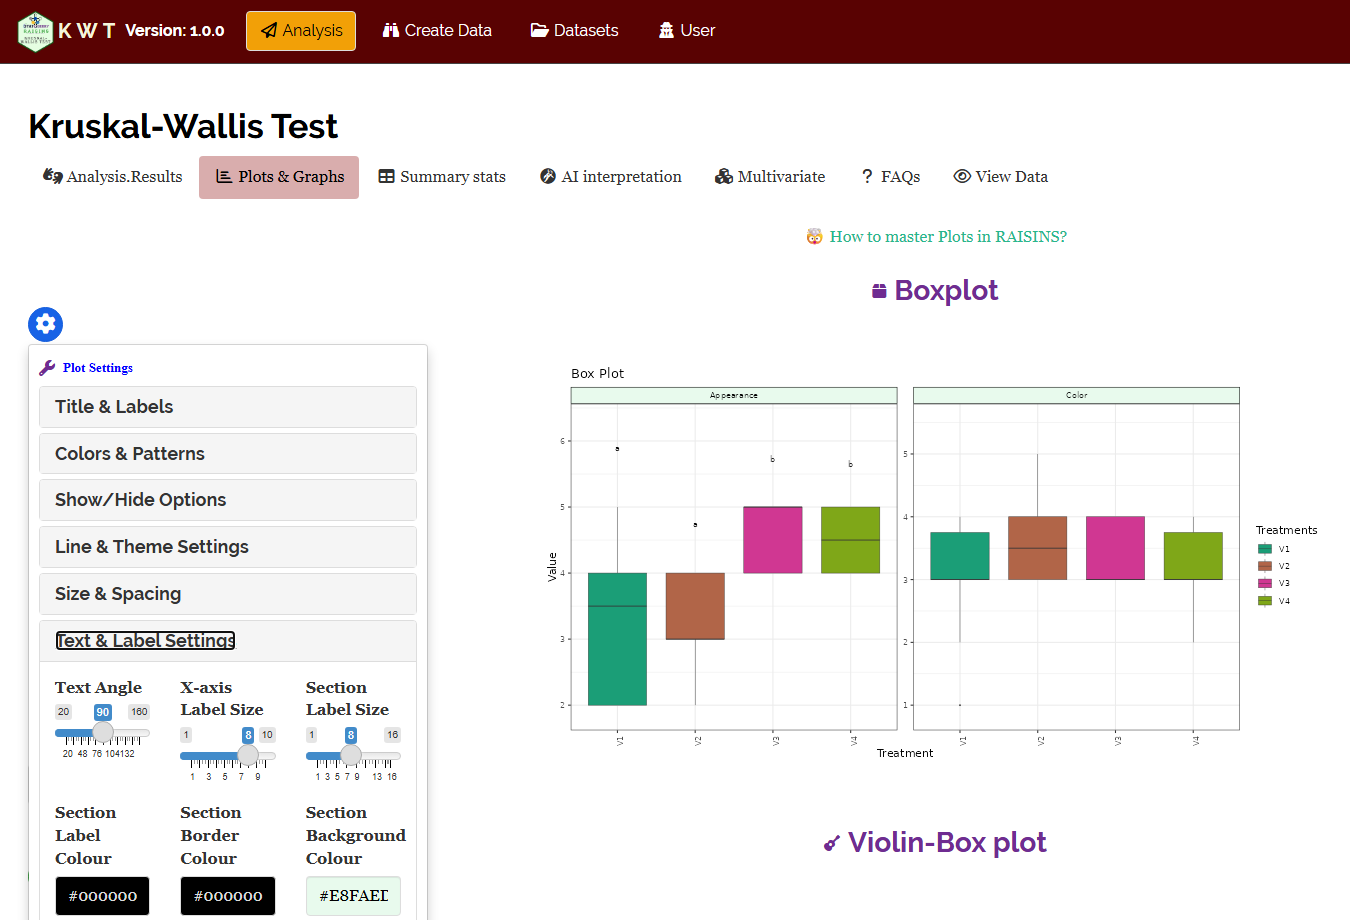 KWT Version: 1.0.0 Analysis Create Data Datasets User
Kruskal-Wallis Test
Analysis.Results Plots & Graphs Summary stats AI interpretation Multivariate ? FAQs View Data
How to master Plots in RAISINS?
Boxplot
Plot Settings
Title & Labels
Colors & Patterns
Show/Hide Options
Line & Theme Settings
Size & Spacing
Text & Label Settings
Text Angle
20 90 160
20 48 76 104 132
X-axis
Label Size
1 8 10
1 3 5 7 9
Section
Label Size
1 8 16
1 3 5 7 9 13 16
Section
Label
Colour
#000000
Section
Border
Colour
#000000
Section
Background
Colour
#E8FAED
Box Plot
Appearance Color
6
5
4
3
2
a
a
b
b
5
4
3
2
1
Value
V1 V2 V3 V4 V1 V2 V3 V4
Treatment
Treatments
V1
V2
V3
V4
Violin-Box plot